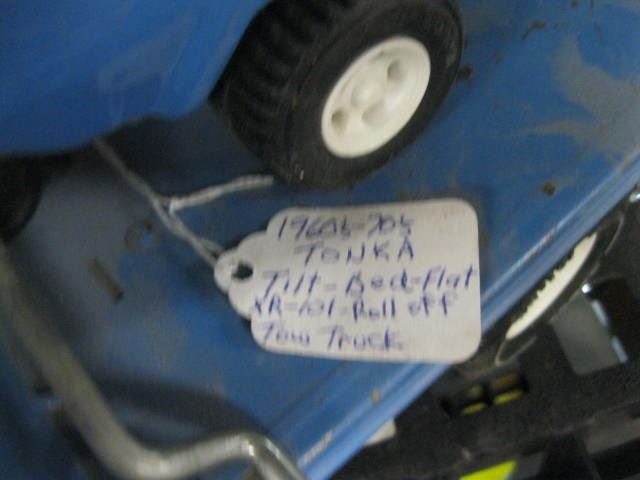 1960s-70s
TONKA
Tilt-Bed-Flat
XR-101-Roll off
Tow Truck